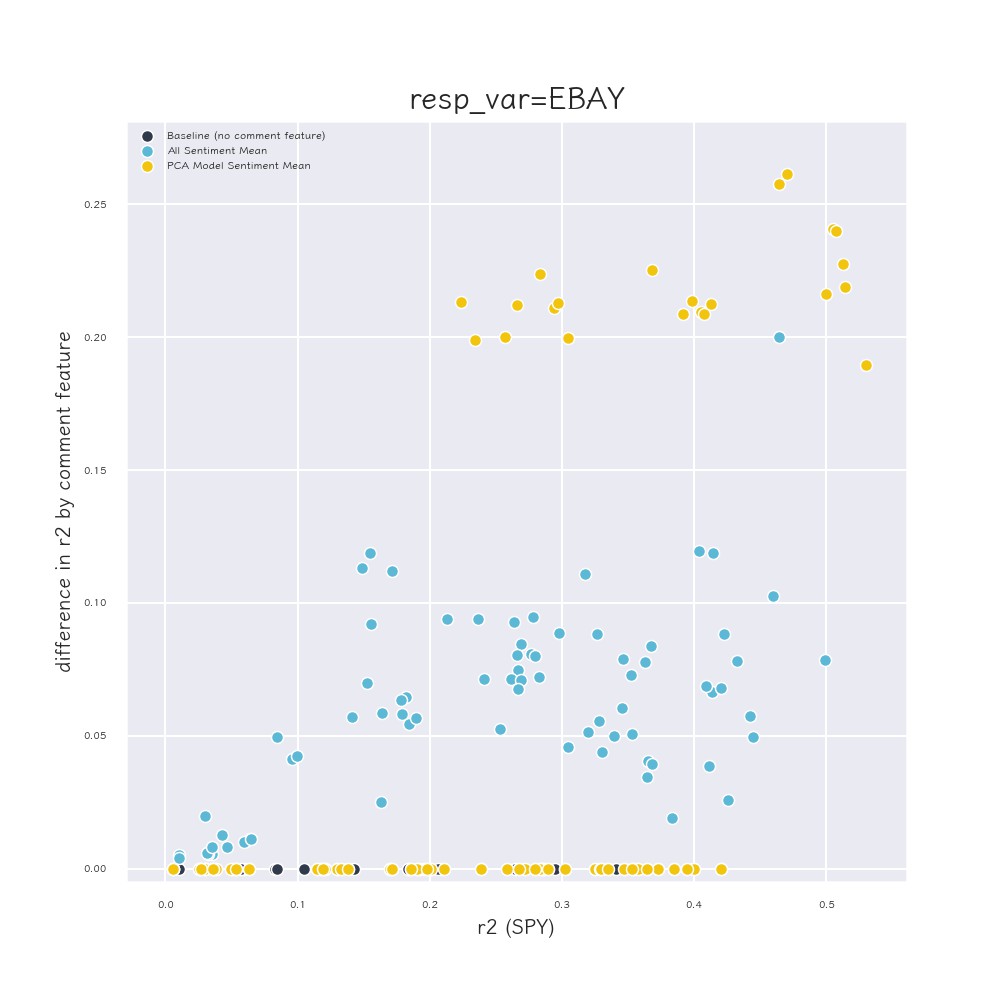 resp_var=EBAY
Baseline (no comment feature)
All Sentiment Mean
PCA Model Sentiment Mean
difference in r2 by comment feature
0.25
0.20
0.15
0.10
0.05
0.00
0.0 0.1 0.2 0.3 0.4 0.5
r2 (SPY)